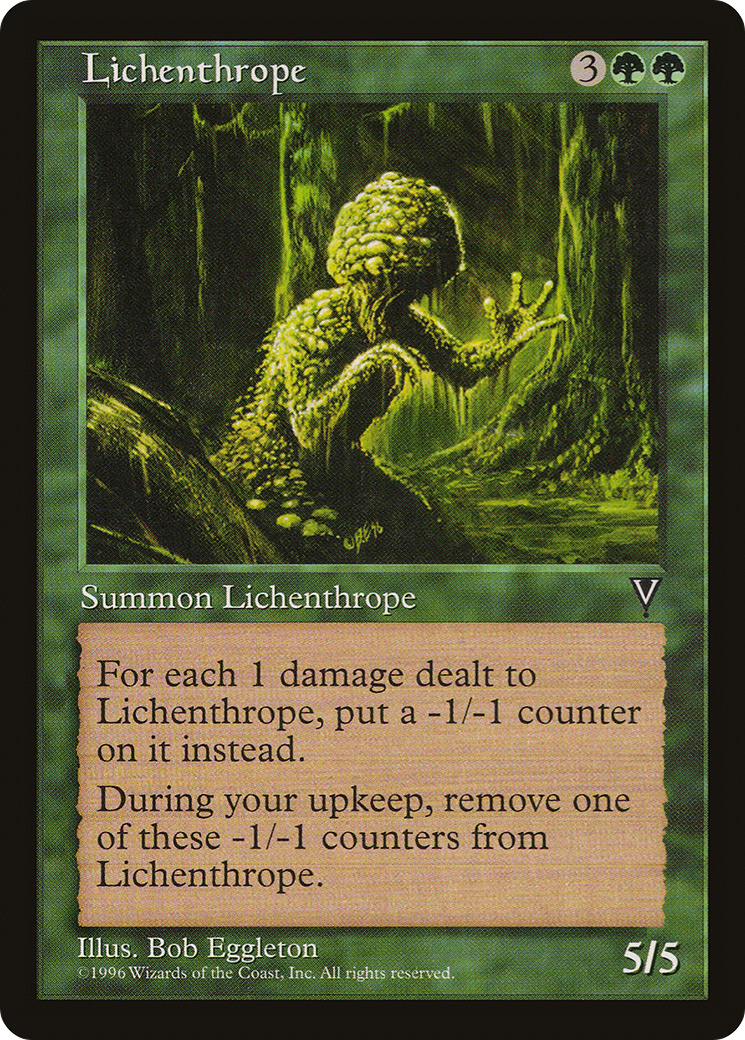 Lichenthrope 3
©BE96
Summon Lichenthrope V
For each 1 damage dealt to
Lichenthrope, put a -1/-1 counter
on it instead.
During your upkeep, remove one
of these -1/-1 counters from
Lichenthrope.
Illus. Bob Eggleton
©1996 Wizards of the Coast, Inc. All rights reserved.
5/5